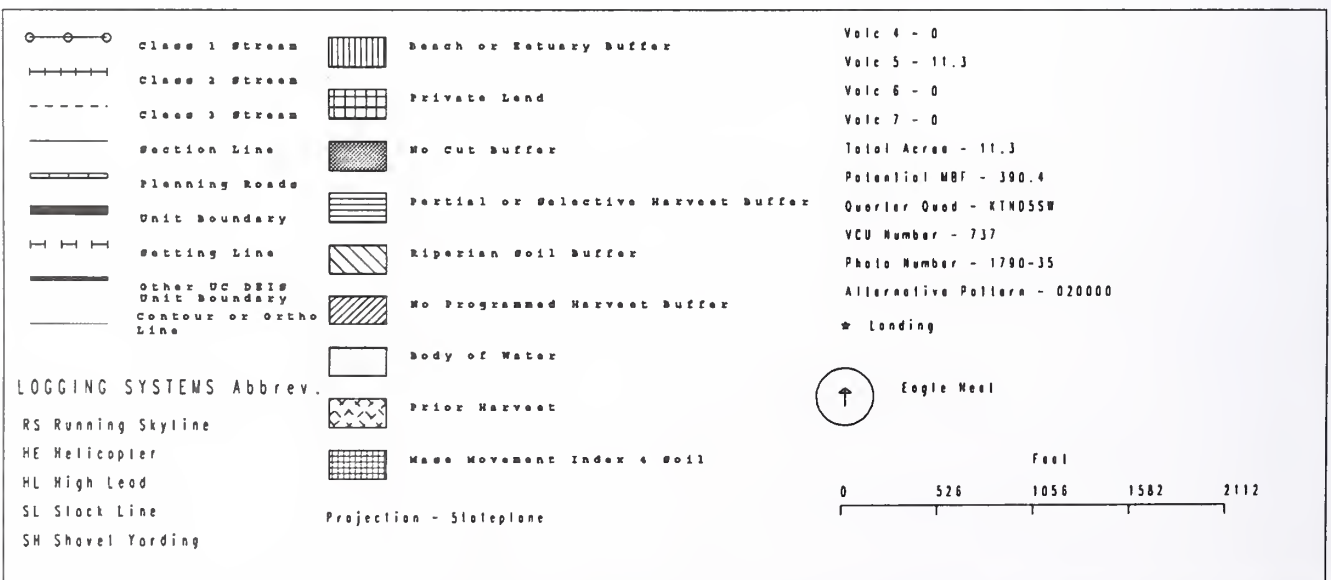 Class 1 Stream
Class 2 Stream
Class 3 Stream
Section Line
Planning Roads
Unit Boundary
Setting Line
Other UC DEIS
Unit Boundary
Contour or Ortho
Line
LOGGING SYSTEMS Abbrev.
RS Running Skyline
HE Helicopter
HL High Lead
SL Slack Line
SH Shovel Yarding
Beach or Estuary Buffer
Private Land
No Cut Buffer
Partial or Selective Harvest Buffer
Riparian Soil Buffer
No Programmed Harvest Buffer
Body of Water
Prior Harvest
Mass Movement Index 4 Soil
Projection - Stateplane
Volc 4 - 0
Volc 5 - 11.3
Volc 6 - 0
Volc 7 - 0
Total Acres - 11.3
Potential MBF - 390.4
Quarter Quad - KTND5SW
VCU Number - 737
Photo Number - 1790-35
Alternative Pattern - 020000
* Landing
Eagle Nest
Feet
0 526 1056 1582 2112